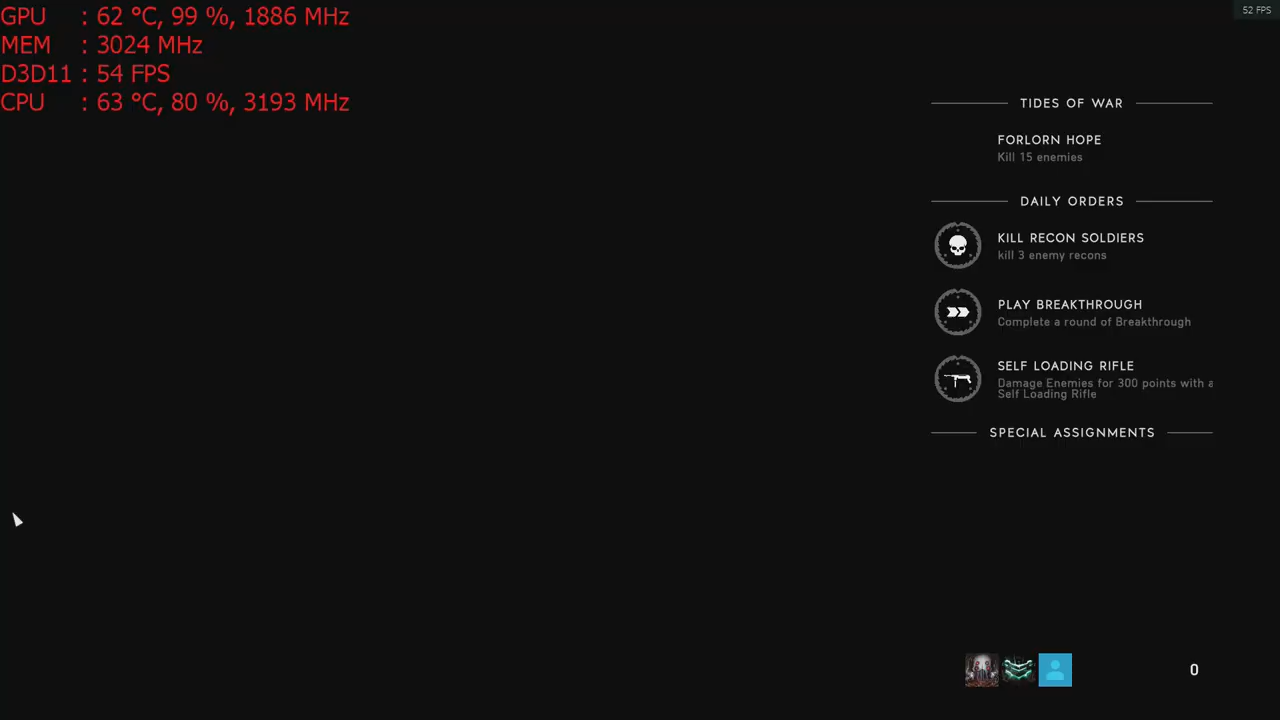 GPU : 62 °C, 99 %, 1886 MHz
MEM : 3024 MHz
D3D11 : 54 FPS
CPU : 63 °C, 80 %, 3193 MHz
52 FPS
TIDES OF WAR
FORLORN HOPE
Kill 15 enemies
DAILY ORDERS
KILL RECON SOLDIERS
kill 3 enemy recons
PLAY BREAKTHROUGH
Complete a round of Breakthrough
SELF LOADING RIFLE
Damage Enemies for 300 points with a
Self Loading Rifle
SPECIAL ASSIGNMENTS
0